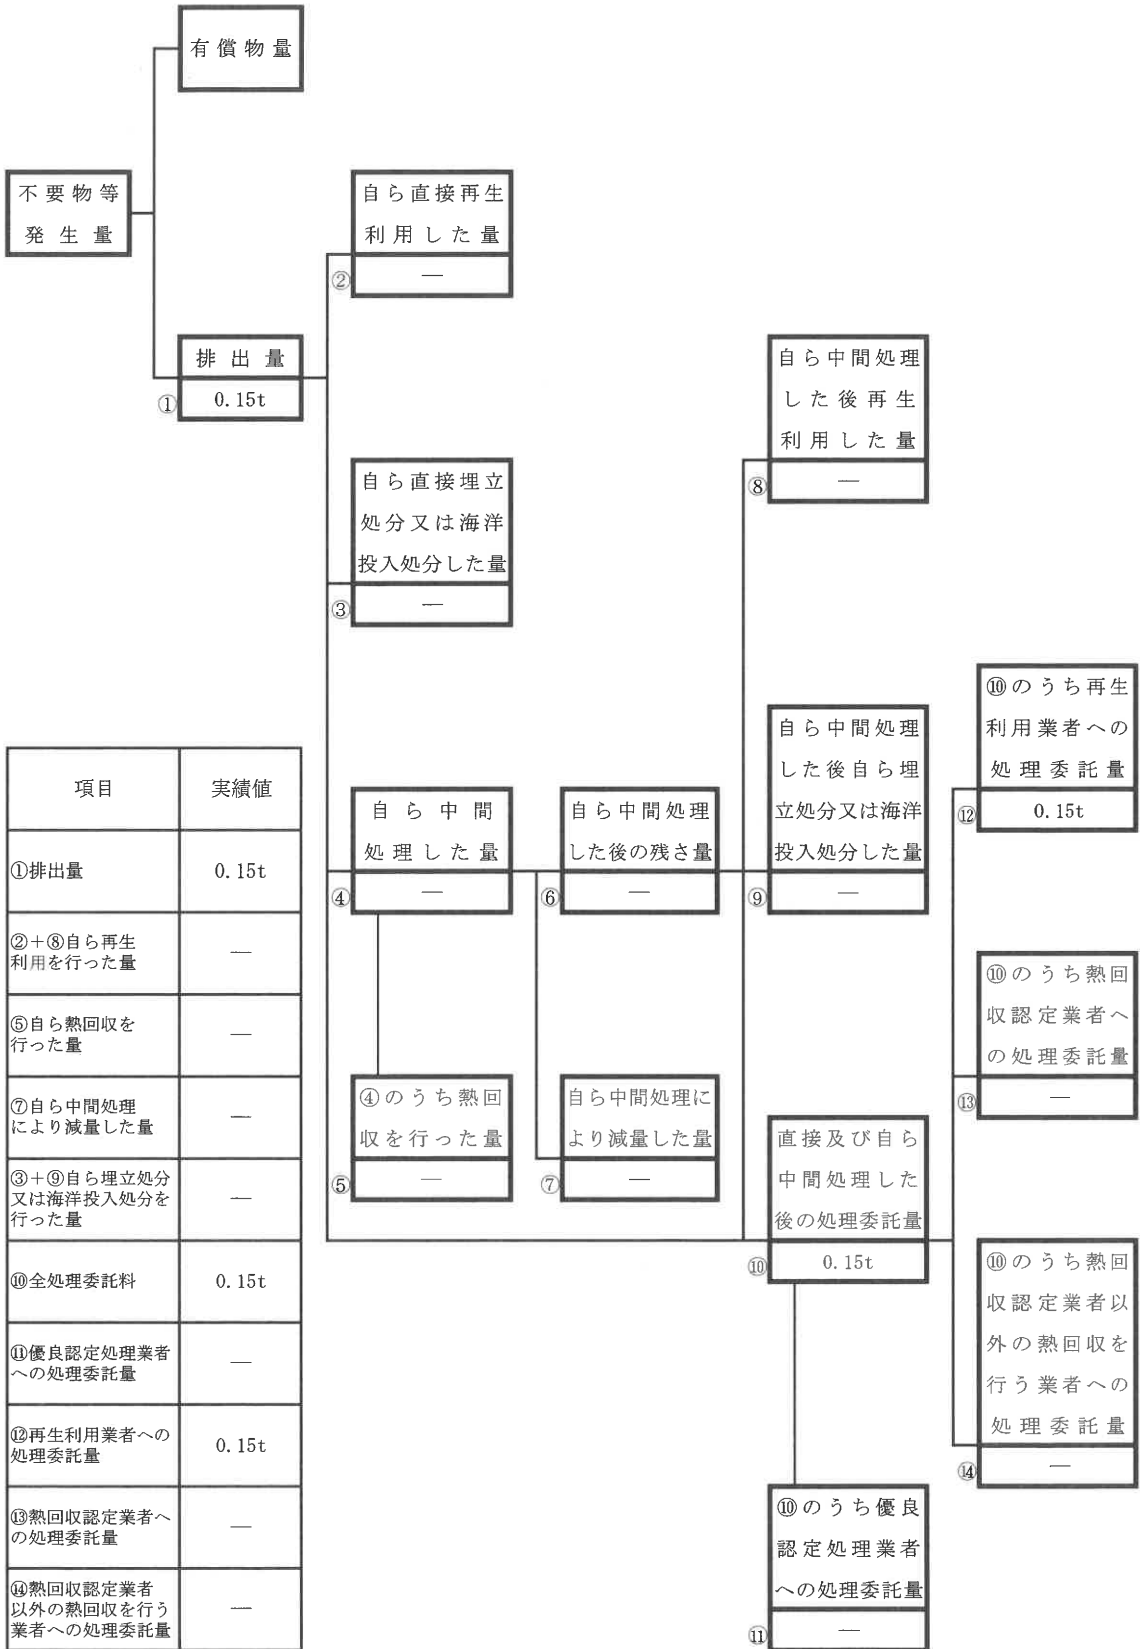 有償物量
不要物等
発生量
自ら直接再生
利用した量
②
―
排出量
①
0.15t
自ら中間処理
した後再生
利用した量
⑧
―
自ら直接埋立
処分又は海洋
投入処分した量
③
―
⑩のうち再生
利用業者への
処理委託量
⑫
0.15t
自ら中間処理
した後自ら埋
立処分又は海洋
投入処分した量
⑨
―
自ら中間
処理した量
④
―
自ら中間処理
した後の残さ量
⑥
―
⑩のうち熱回
収認定業者へ
の処理委託量
⑬
―
④のうち熱回
収を行った量
⑤
―
自ら中間処理に
より減量した量
⑦
―
直接及び自ら
中間処理した
後の処理委託量
⑩
0.15t
⑩のうち熱回
収認定業者以
外の熱回収を
行う業者への
処理委託量
⑭
―
⑩のうち優良
認定処理業者
への処理委託量
⑪
―
項目 実績値
①排出量 0.15t
②+⑧自ら再生
利用を行った量
―
⑤自ら熱回収を
行った量
―
⑦自ら中間処理
により減量した量
―
③+⑨自ら埋立処分
又は海洋投入処分を
行った量
―
⑩全処理委託料 0.15t
⑪優良認定処理業者
への処理委託量
―
⑫再生利用業者への
処理委託量
0.15t
⑬熱回収認定業者へ
の処理委託量
―
⑭熱回収認定業者
以外の熱回収を行う
業者への処理委託量
―